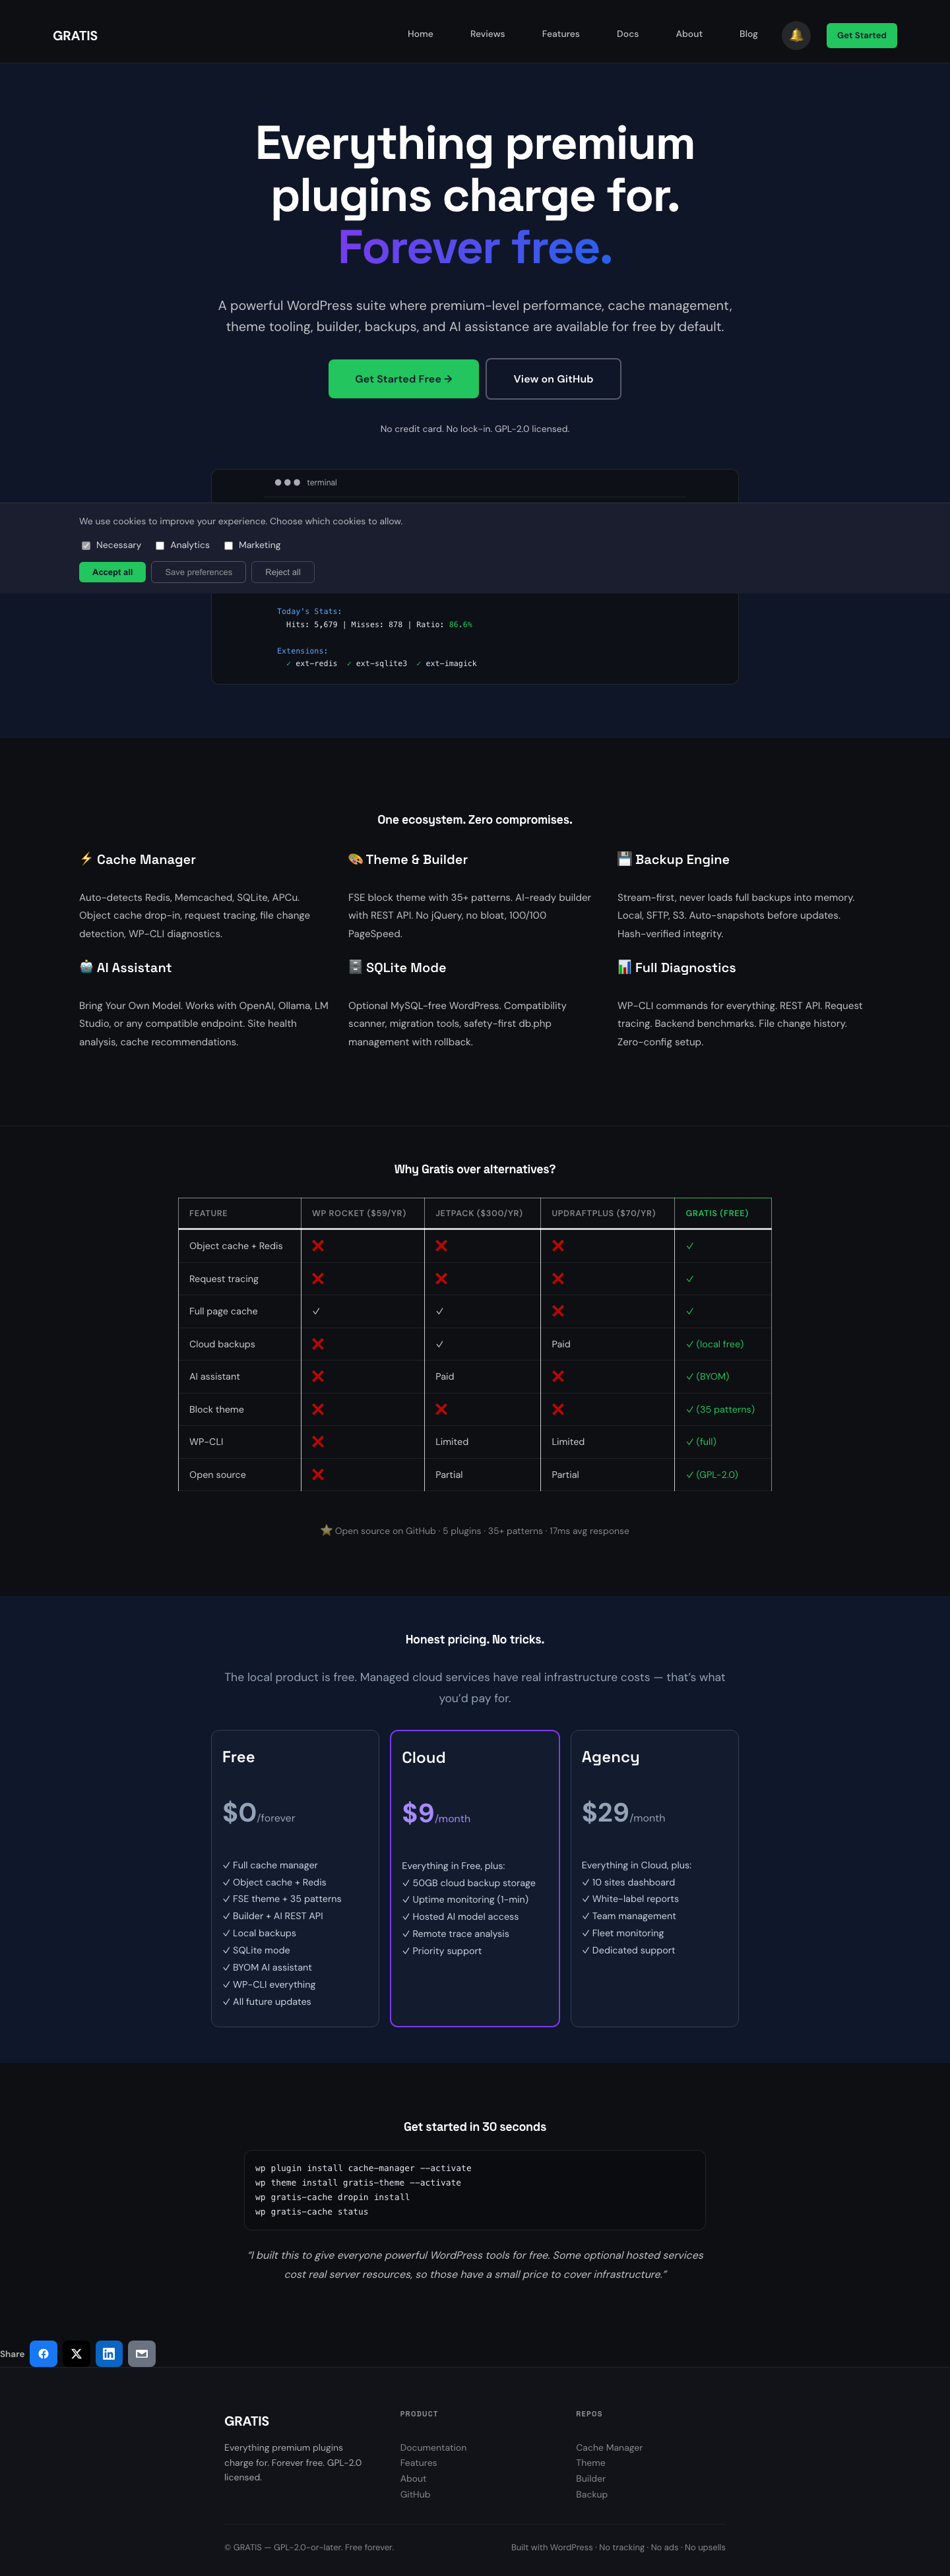 GRATIS
Home Reviews Features Docs About Blog Get Started
Everything premium
plugins charge for.
Forever free.
A powerful WordPress suite where premium-level performance, cache management,
theme tooling, builder, backups, and AI assistance are available for free by default.
Get Started Free → View on GitHub
No credit card. No lock-in. GPL-2.0 licensed.
terminal
We use cookies to improve your experience. Choose which cookies to allow.
Necessary Analytics Marketing
Accept all Save preferences Reject all
Today's Stats:
Hits: 5,679 | Misses: 878 | Ratio: 86.6%
Extensions:
✓ ext-redis ✓ ext-sqlite3 ✓ ext-imagick
One ecosystem. Zero compromises.
⚡ Cache Manager
Auto-detects Redis, Memcached, SQLite, APCu.
Object cache drop-in, request tracing, file change
detection, WP-CLI diagnostics.
🎨 Theme & Builder
FSE block theme with 35+ patterns. AI-ready builder
with REST API. No jQuery, no bloat, 100/100
PageSpeed.
💾 Backup Engine
Stream-first, never loads full backups into memory.
Local, SFTP, S3. Auto-snapshots before updates.
Hash-verified integrity.
🤖 AI Assistant
Bring Your Own Model. Works with OpenAI, Ollama, LM
Studio, or any compatible endpoint. Site health
analysis, cache recommendations.
🗄️ SQLite Mode
Optional MySQL-free WordPress. Compatibility
scanner, migration tools, safety-first db.php
management with rollback.
📊 Full Diagnostics
WP-CLI commands for everything. REST API. Request
tracing. Backend benchmarks. File change history.
Zero-config setup.
Why Gratis over alternatives?
FEATURE WP ROCKET ($59/YR) JETPACK ($300/YR) UPDRAFTPLUS ($70/YR) GRATIS (FREE)
Object cache + Redis ❌ ❌ ❌ ✓
Request tracing ❌ ❌ ❌ ✓
Full page cache ✓ ✓ ❌ ✓
Cloud backups ❌ ✓ Paid ✓ (local free)
AI assistant ❌ Paid ❌ ✓ (BYOM)
Block theme ❌ ❌ ❌ ✓ (35 patterns)
WP-CLI ❌ Limited Limited ✓ (full)
Open source ❌ Partial Partial ✓ (GPL-2.0)
⭐ Open source on GitHub · 5 plugins · 35+ patterns · 17ms avg response
Honest pricing. No tricks.
The local product is free. Managed cloud services have real infrastructure costs — that's what
you'd pay for.
Free
$0/forever
✓ Full cache manager
✓ Object cache + Redis
✓ FSE theme + 35 patterns
✓ Builder + AI REST API
✓ Local backups
✓ SQLite mode
✓ BYOM AI assistant
✓ WP-CLI everything
✓ All future updates
Cloud
$9/month
Everything in Free, plus:
✓ 50GB cloud backup storage
✓ Uptime monitoring (1-min)
✓ Hosted AI model access
✓ Remote trace analysis
✓ Priority support
Agency
$29/month
Everything in Cloud, plus:
✓ 10 sites dashboard
✓ White-label reports
✓ Team management
✓ Fleet monitoring
✓ Dedicated support
Get started in 30 seconds
wp plugin install cache-manager --activate
wp theme install gratis-theme --activate
wp gratis-cache dropin install
wp gratis-cache status
"I built this to give everyone powerful WordPress tools for free. Some optional hosted services
cost real server resources, so those have a small price to cover infrastructure."
Share
GRATIS
Everything premium plugins
charge for. Forever free. GPL-2.0
licensed.
PRODUCT
Documentation
Features
About
GitHub
REPOS
Cache Manager
Theme
Builder
Backup
© GRATIS — GPL-2.0-or-later. Free forever.
Built with WordPress · No tracking · No ads · No upsells